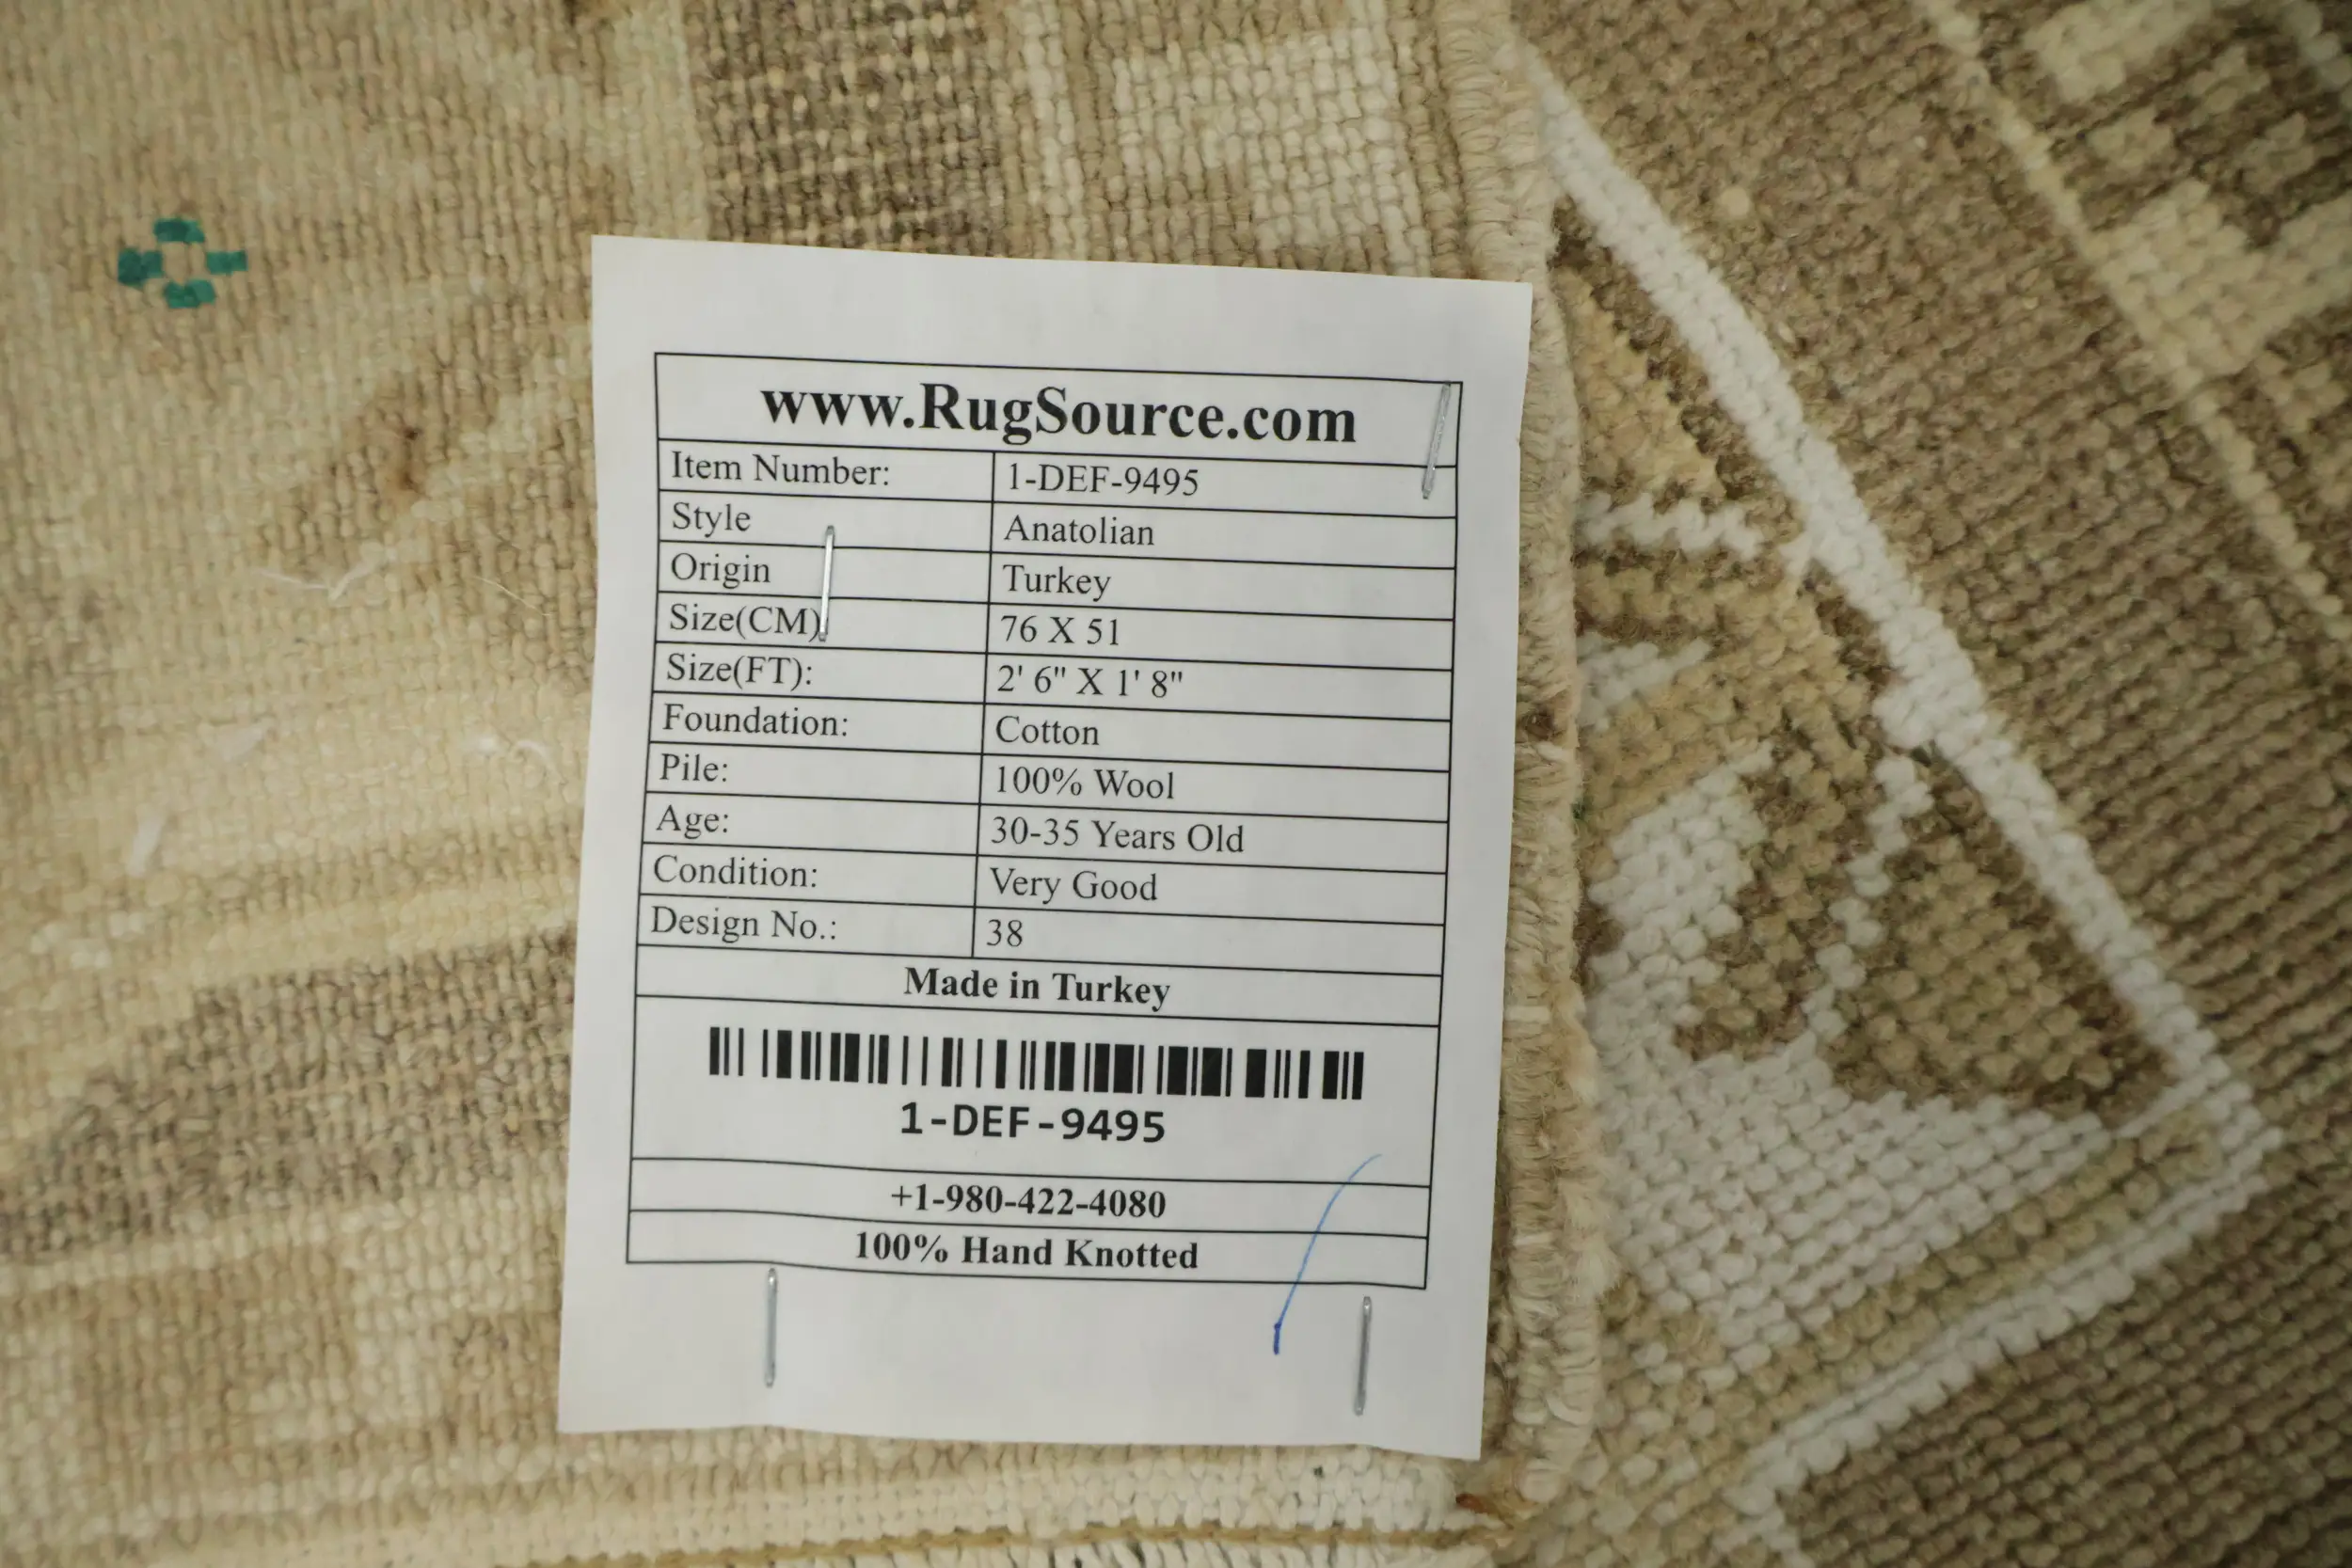 www.RugSource.com
Item Number: 1-DEF-9495
Style Anatolian
Origin Turkey
Size(CM) 76 X 51
Size(FT): 2' 6" X 1' 8"
Foundation: Cotton
Pile: 100% Wool
Age: 30-35 Years Old
Condition: Very Good
Design No.: 38
Made in Turkey
1-DEF-9495
+1-980-422-4080
100% Hand Knotted